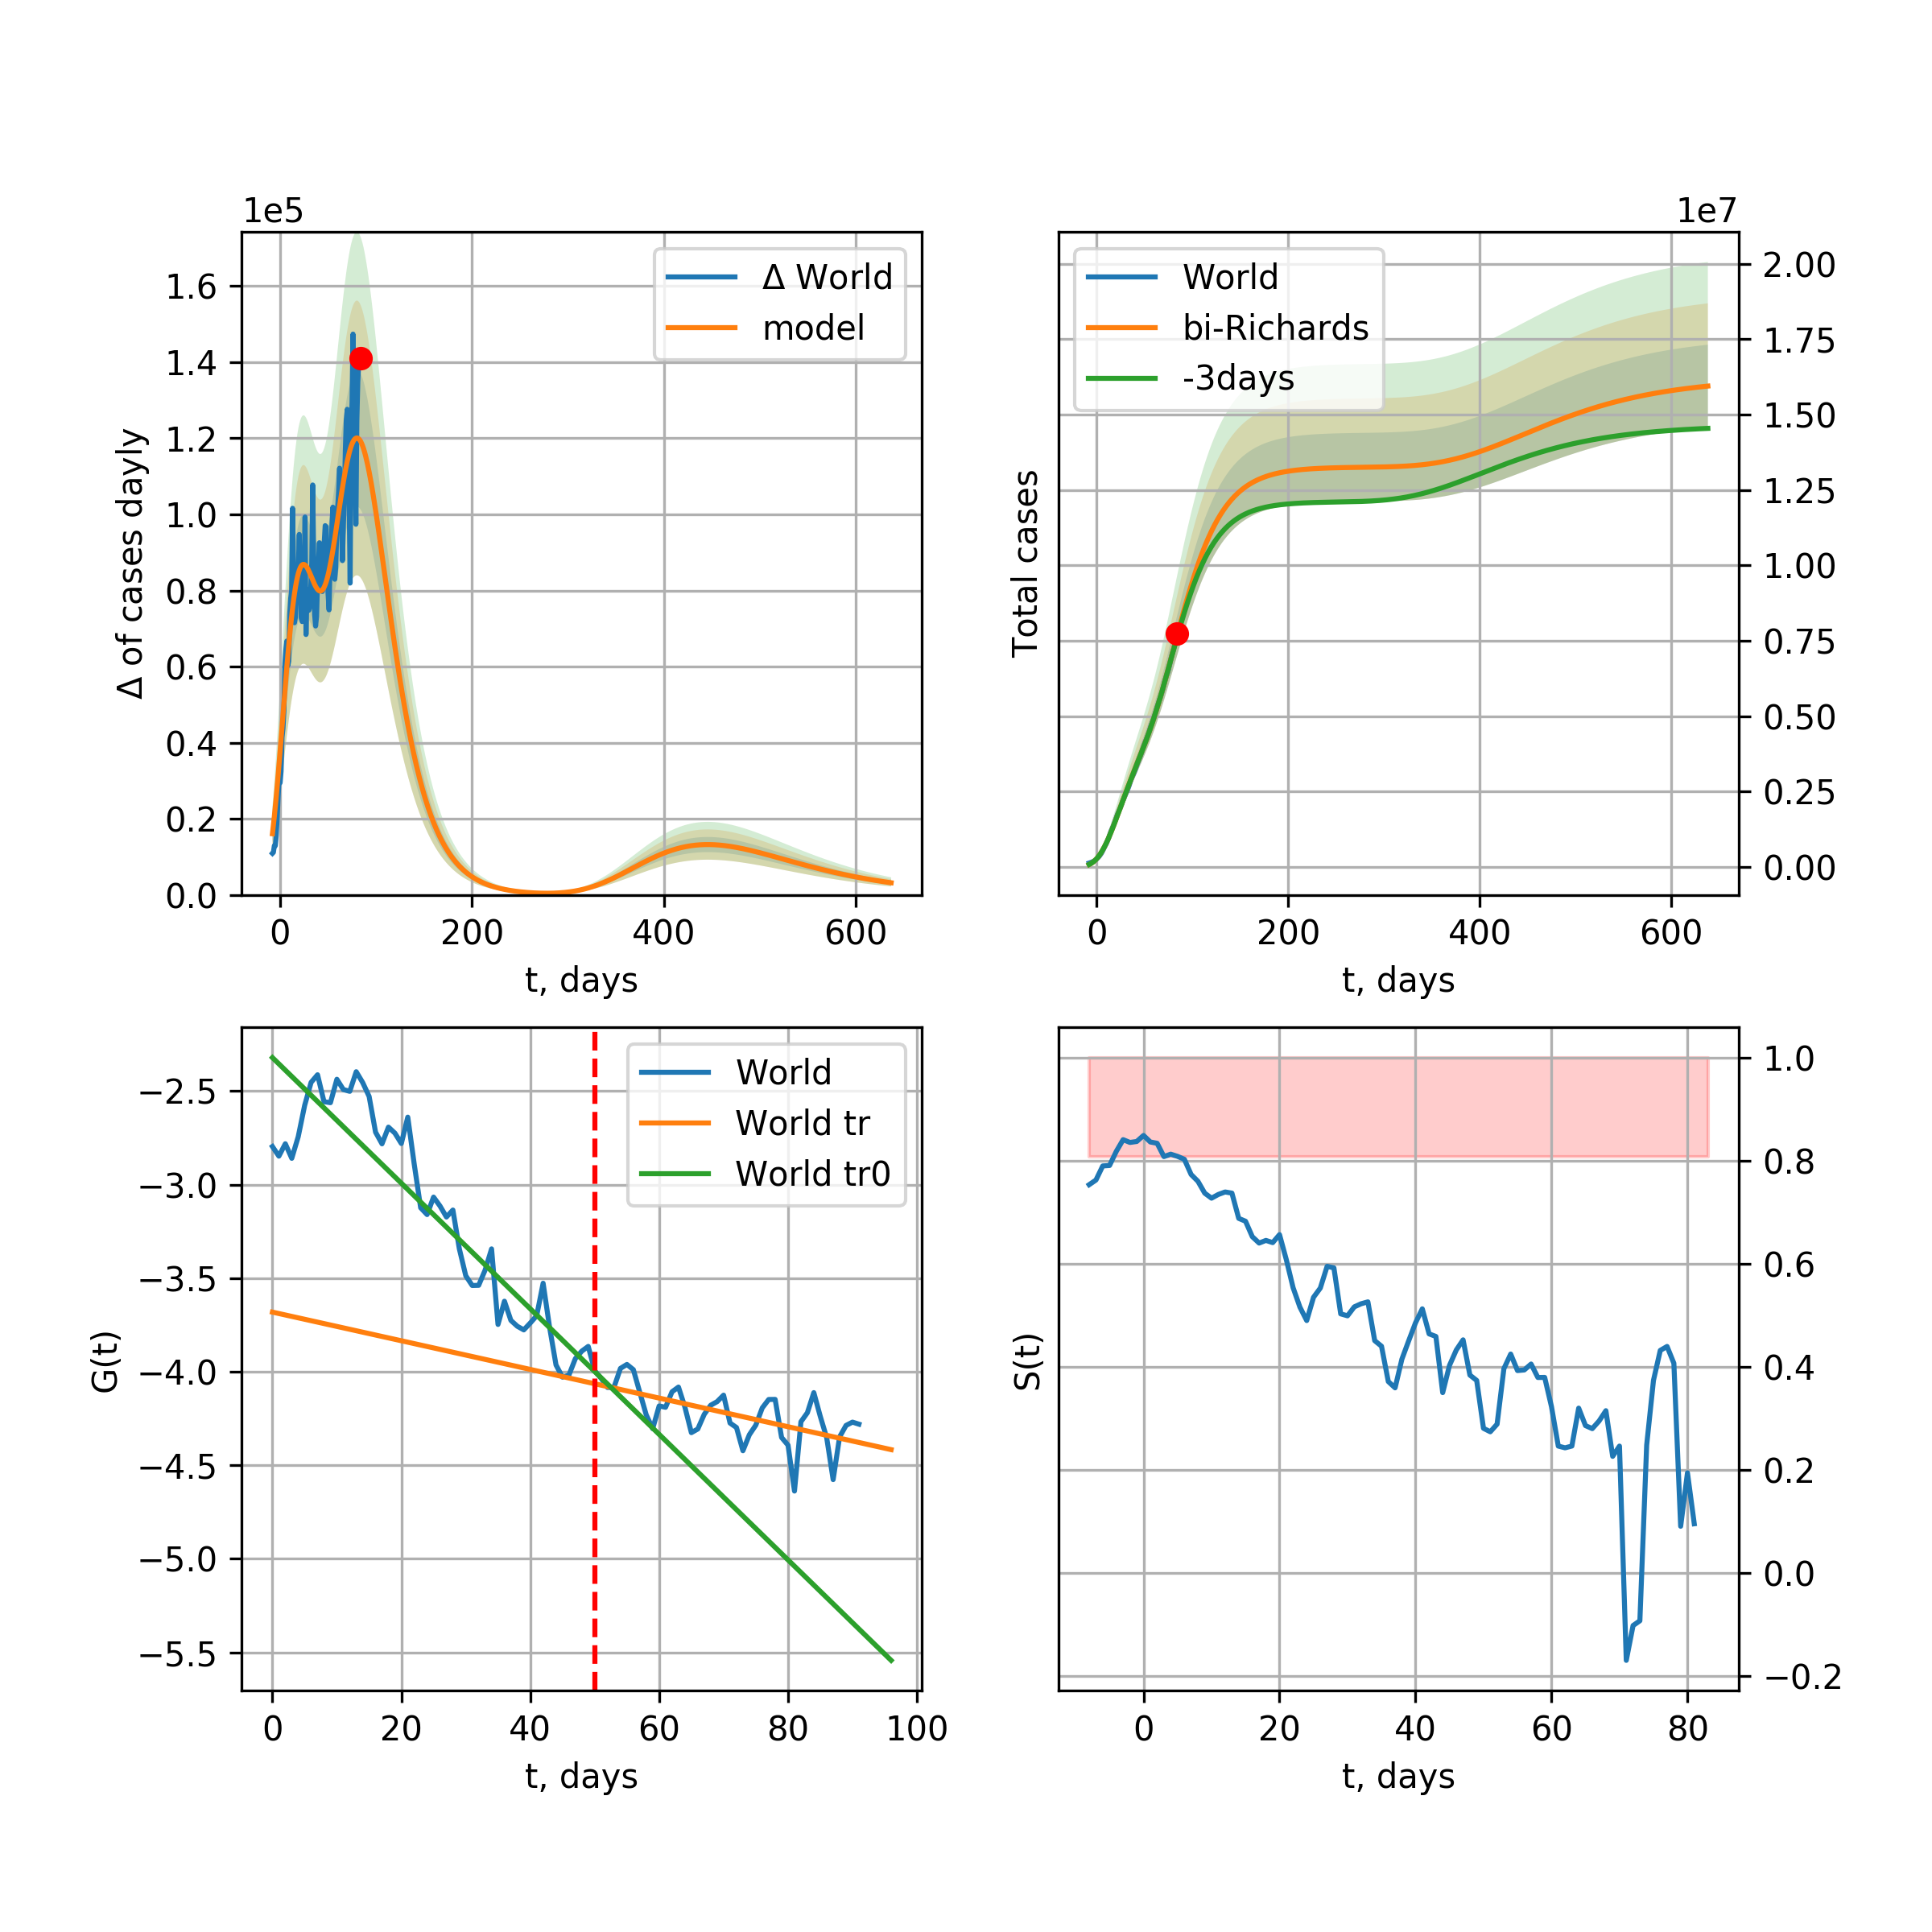 1e5
Δ of cases dayly
1.6
1.4
1.2
1.0
0.8
0.6
0.4
0.2
0.0
0 200 400 600
t, days
Δ World
model
1e7
Total cases
2.00
1.75
1.50
1.25
1.00
0.75
0.50
0.25
0.00
0 200 400 600
t, days
World
bi-Richards
-3days
G(t)
−2.5
−3.0
−3.5
−4.0
−4.5
−5.0
−5.5
0 20 40 60 80 100
t, days
World
World tr
World tr0
S(t)
1.0
0.8
0.6
0.4
0.2
0.0
−0.2
0 20 40 60 80
t, days